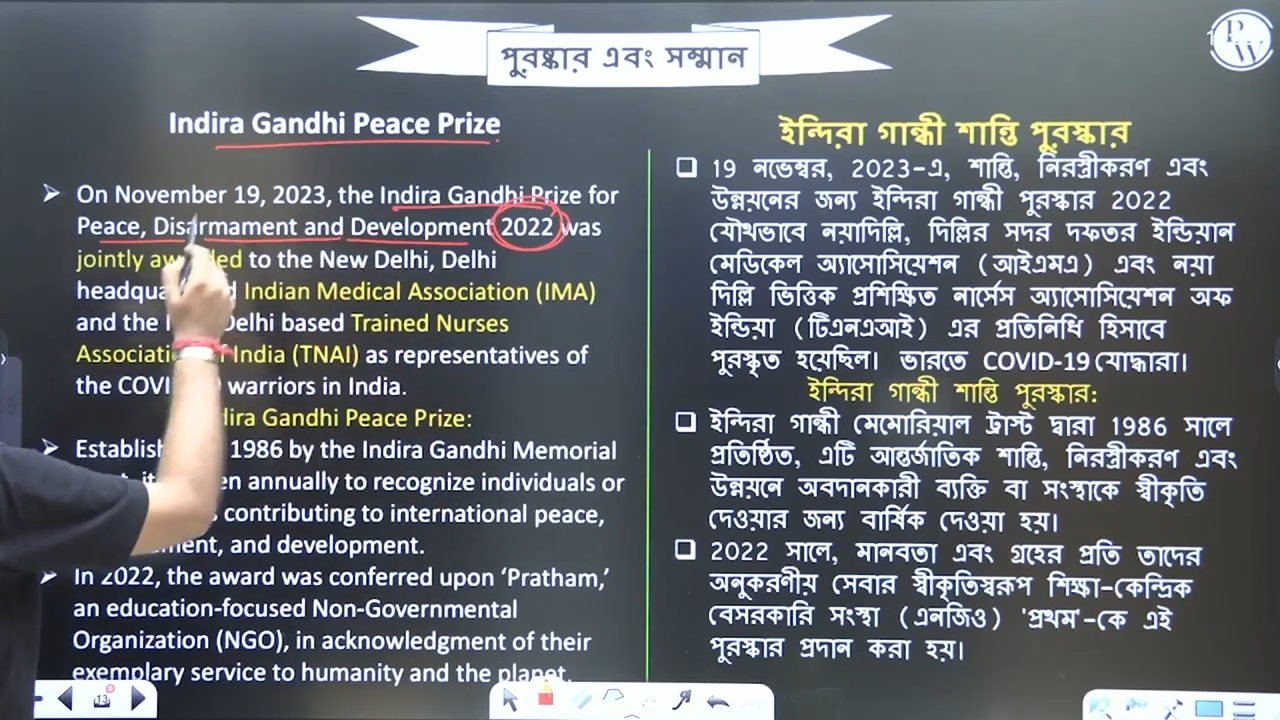 পুরষ্কার এবং সম্মান
PW
Indira Gandhi Peace Prize
On November 19, 2023, the Indira Gandhi Prize for
Peace, Disarmament and Development 2022 was
jointly to the New Delhi, Delhi
Indian Medical Association (IMA)
and the Delhi based Trained Nurses
India (TNAI) as representatives of
the warriors in India.
Gandhi Peace Prize:
1986 by the Indira Gandhi Memorial
annually to recognize individuals or
contributing to international peace,
and development.
In 2022, the award was conferred upon ‘Pratham,’
an education-focused Non-Governmental
Organization (NGO), in acknowledgment of their
exemplary service to humanity and the planet.
ইন্দিরা গান্ধী শান্তি পুরস্কার
19 নভেম্বর, 2023-এ, শান্তি, নিরস্ত্রীকরণ এবং
উন্নয়নের জন্য ইন্দিরা গান্ধী পুরস্কার 2022
যৌথভাবে নয়াদিল্লি, দিল্লির সদর দফতর ইন্ডিয়ান
মেডিকেল অ্যাসোসিয়েশন (আইএমএ) এবং নয়া
দিল্লি ভিত্তিক প্রশিক্ষিত নার্সেস অ্যাসোসিয়েশন অফ
ইন্ডিয়া (টিএনএআই) এর প্রতিনিধি হিসাবে
পুরস্কৃত হয়েছিল। ভারতে COVID-19 যোদ্ধারা।
ইন্দিরা গান্ধী শান্তি পুরস্কার:
ইন্দিরা গান্ধী মেমোরিয়াল ট্রাস্ট দ্বারা 1986 সালে
প্রতিষ্ঠিত, এটি আন্তর্জাতিক শান্তি, নিরস্ত্রীকরণ এবং
উন্নয়নে অবদানকারী ব্যক্তি বা সংস্থাকে স্বীকৃতি
দেওয়ার জন্য বার্ষিক দেওয়া হয়।
2022 সালে, মানবতা এবং গ্রহের প্রতি তাদের
অনুকরণীয় সেবার স্বীকৃতিস্বরূপ শিক্ষা-কেন্দ্রিক
বেসরকারি সংস্থা (এনজিও) 'প্রথম'-কে এই
পুরস্কার প্রদান করা হয়।
13